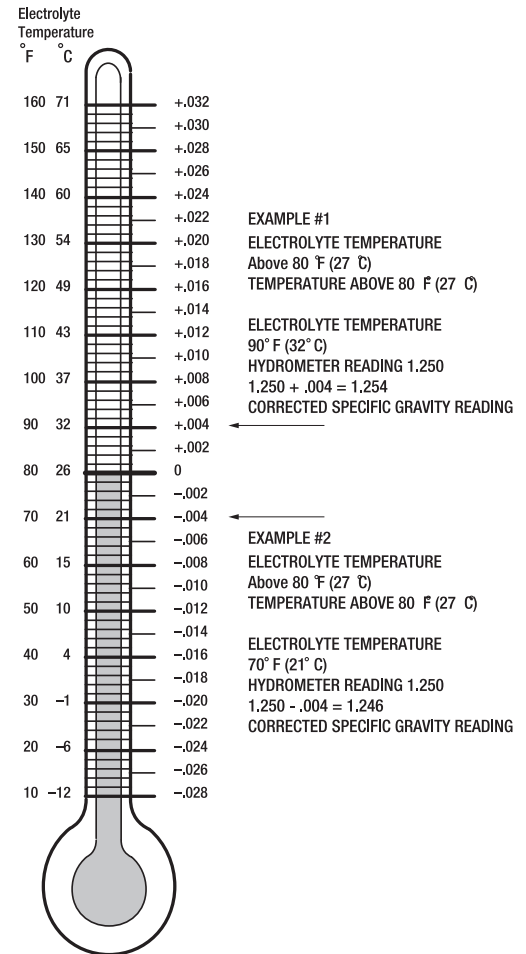 Electrolyte
Temperature
°F °C
160 71 +.032
+.030
150 65 +.028
+.026
140 60 +.024
+.022
130 54 +.020
+.018
120 49 +.016
+.014
110 43 +.012
+.010
100 37 +.008
+.006
90 32 +.004
+.002
80 26 0
–.002
70 21 –.004
–.006
60 15 –.008
–.010
50 10 –.012
–.014
40 4 –.016
–.018
30 –1 –.020
–.022
20 –6 –.024
–.026
10 –12 –.028
EXAMPLE #1
ELECTROLYTE TEMPERATURE
Above 80 °F (27 °C)
TEMPERATURE ABOVE 80 °F (27 °C)
ELECTROLYTE TEMPERATURE
90° F (32° C)
HYDROMETER READING 1.250
1.250 + .004 = 1.254
CORRECTED SPECIFIC GRAVITY READING
EXAMPLE #2
ELECTROLYTE TEMPERATURE
Above 80 °F (27 °C)
TEMPERATURE ABOVE 80 °F (27 °C)
ELECTROLYTE TEMPERATURE
70° F (21° C)
HYDROMETER READING 1.250
1.250 - .004 = 1.246
CORRECTED SPECIFIC GRAVITY READING